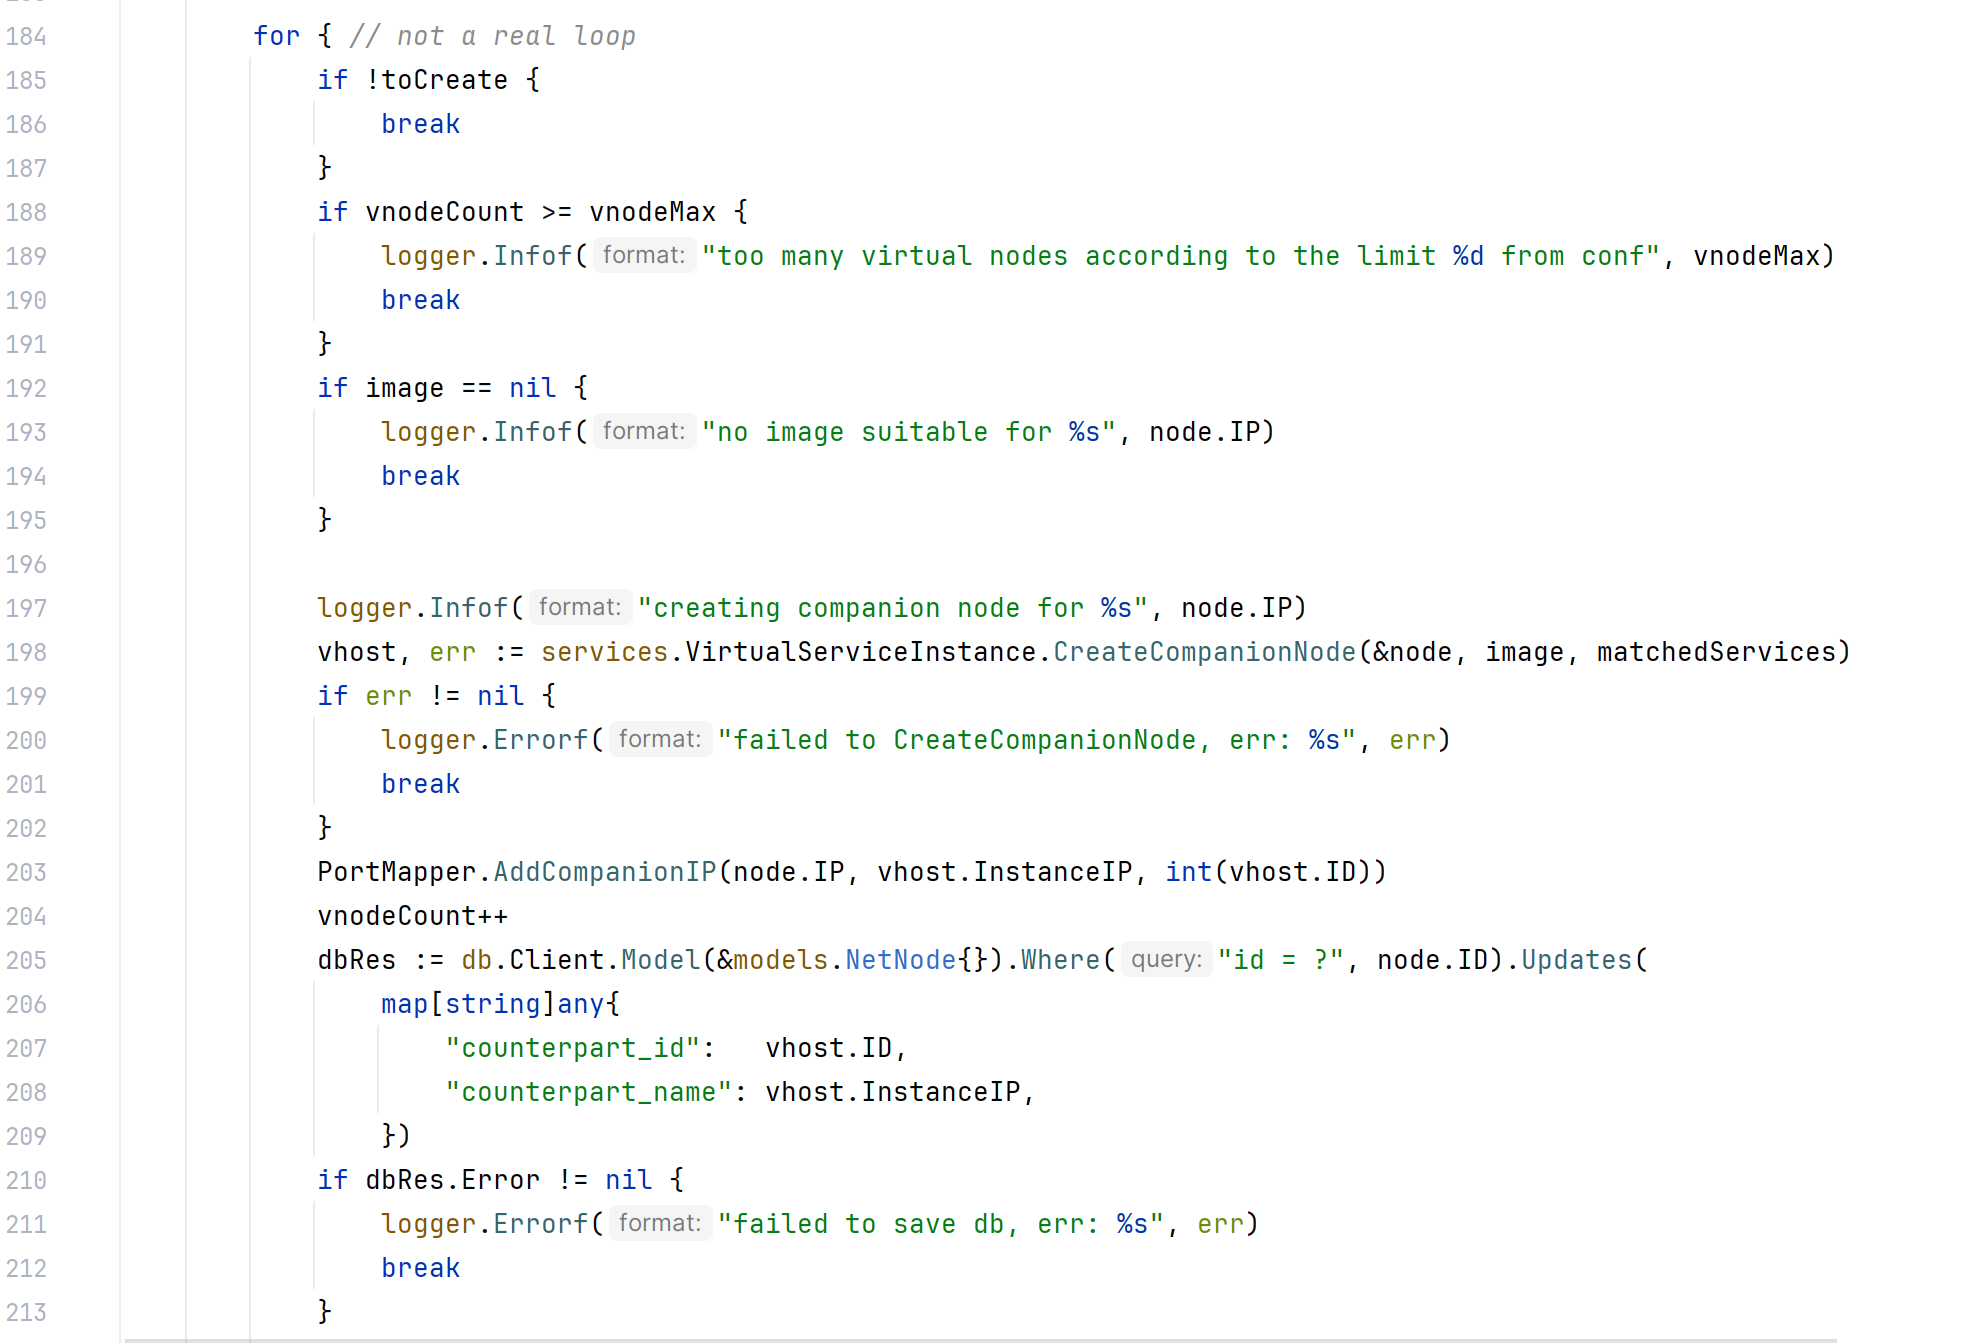 184 for { // not a real loop
185 if !toCreate {
186 break
187 }
188 if vnodeCount >= vnodeMax {
189 logger.Infof( format: "too many virtual nodes according to the limit %d from conf", vnodeMax)
190 break
191 }
192 if image == nil {
193 logger.Infof( format: "no image suitable for %s", node.IP)
194 break
195 }
196
197 logger.Infof( format: "creating companion node for %s", node.IP)
198 vhost, err := services.VirtualServiceInstance.CreateCompanionNode(&node, image, matchedServices)
199 if err != nil {
200 logger.Errorf( format: "failed to CreateCompanionNode, err: %s", err)
201 break
202 }
203 PortMapper.AddCompanionIP(node.IP, vhost.InstanceIP, int(vhost.ID))
204 vnodeCount++
205 dbRes := db.Client.Model(&models.NetNode{}).Where( query: "id = ?", node.ID).Updates(
206 map[string]any{
207 "counterpart_id":   vhost.ID,
208 "counterpart_name": vhost.InstanceIP,
209 })
210 if dbRes.Error != nil {
211 logger.Errorf( format: "failed to save db, err: %s", err)
212 break
213 }